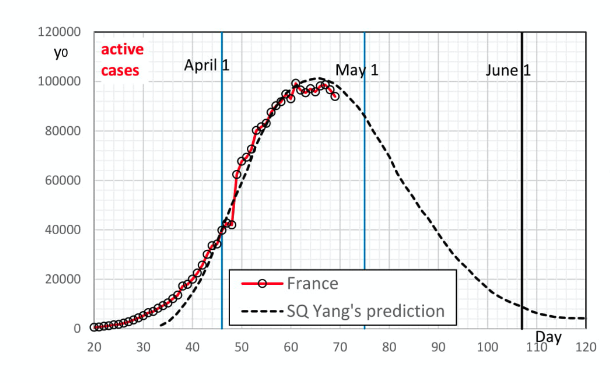 120000
y0
active
cases
April 1
May 1
June 1
100000
80000
60000
40000
20000
0
France
SQ Yang's prediction
Day
20 30 40 50 60 70 80 90 100 110 120